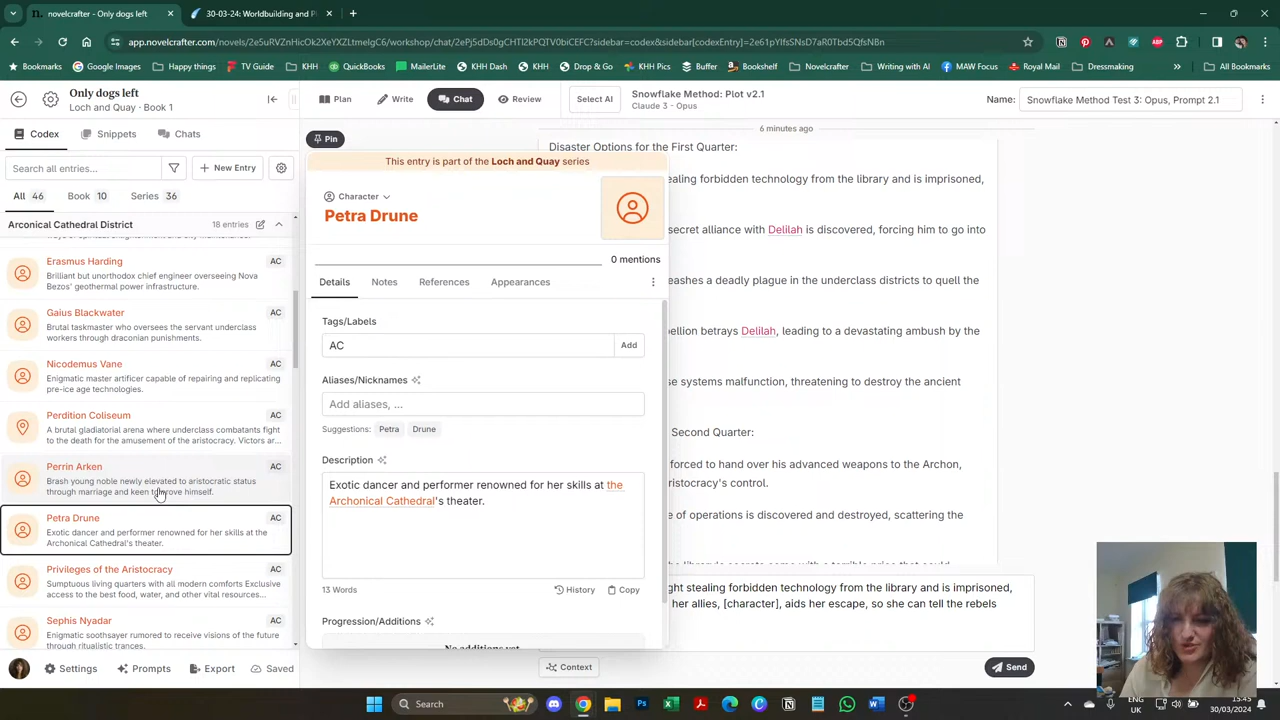 novelcrafter.
30-03-24: Worldbuilding and P
app.novelcrafter.com/novels/2e5uRVZnHicOk2XeYXZLtmeIgC6/workshop/chat/2ePj5dDs0gCHTI2kPQTV0biCEFC?sidebar=codex&sidebar[codexEntry]=2e61pYIfsSNsD7aR0Tbd5QfsNBS
Bookmarks
Google Images
Happy things
TV Guide
KHH
QuickBooks
MailerLite
KHH
Drop & Go
KHH
Buffer
Bookshelf
Writing with AI
MAW Focus
Dressmaking
All Bookmarks
Only dogs left
Loch and Quay - Book 1
Plan
Write
Chat
Review
Select AI
Snowflake Method: Plot v2.1
Claude 3 - Opus
Name:
Snowflake Method Test 3: Opus, Prompt 2.1
Codex
Snippets
Chats
Search all entries...
+ New Entry
All 46
Book 10
Series 36
Arconical Cathedral District
18 entries
Erasmus Harding
AC
Brilliant but unorthodox chief engineer overseeing Nova
Bezos' geothermal power infrastructure.
Gaius Blackwater
AC
Brutal taskmaster who oversees the servant underclass
workers through draconian punishments.
Nicodemus Vane
AC
Enigmatic master artificer capable of repairing and replicating
pre-ice age technologies.
Perdition Coliseum
AC
A brutal gladiatorial arena where underclass combatants fight
to the death for the amusement of the aristocracy. Victors ar...
Perrin Arken
AC
Brash young noble newly elevated to aristocratic status
through marriage and keen to prove himself.
Petra Drune
AC
Exotic dancer and performer renowned for her skills at the
Archonical Cathedral's theater.
Privileges of the Aristocracy
AC
Sumptuous living quarters with all modern comforts Exclusive
access to the best food, water, and other vital resources...
Sephis Nyadar
AC
Enigmatic soothsayer rumored to receive visions of the future
through ritualistic trances.
Settings
Prompts
Export
Saved
Pin
This entry is part of the Loch and Quay series
Character
Petra Drune
0 mentions
Details
Notes
References
Appearances
Tags/Labels
AC
Add
Aliases/Nicknames
Add aliases, ...
Suggestions:
Petra
Drune
Description
Exotic dancer and performer renowned for her skills at the
Archonical Cathedral's theater.
13 Words
History
Copy
Progression/Additions
No additions yet
6 minutes ago
Disaster Options for the First Quarter:
ealing forbidden technology from the library and is imprisoned,
secret alliance with Delilah is discovered, forcing him to go into
eashes a deadly plague in the underclass districts to quell the
ellion betrays Delilah, leading to a devastating ambush by the
se systems malfunction, threatening to destroy the ancient
Second Quarter:
forced to hand over his advanced weapons to the Archon,
ristocracy's control.
e of operations is discovered and destroyed, scattering the
ght stealing forbidden technology from the library and is imprisoned,
her allies, [character], aids her escape, so she can tell the rebels
Context
Send
Search
UK
15:45
30/03/2024